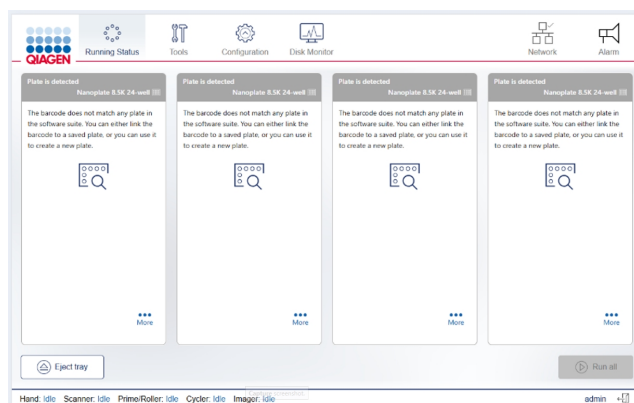 QIAGEN
Running Status
Tools
Configuration
Disk Monitor
Network
Alarm
Plate is detected
Nanoplate 8.5K 24-well
The barcode does not match any plate in
the software suite. You can either link the
barcode to a saved plate, or you can use it
to create a new plate.
More
Plate is detected
Nanoplate 8.5K 24-well
The barcode does not match any plate in
the software suite. You can either link the
barcode to a saved plate, or you can use it
to create a new plate.
More
Plate is detected
Nanoplate 8.5K 24-well
The barcode does not match any plate in
the software suite. You can either link the
barcode to a saved plate, or you can use it
to create a new plate.
More
Plate is detected
Nanoplate 8.5K 24-well
The barcode does not match any plate in
the software suite. You can either link the
barcode to a saved plate, or you can use it
to create a new plate.
More
Eject tray
Run all
Hand: Idle Scanner: Idle Prime/Roller: Idle Cycler: Idle Imager: Idle
admin